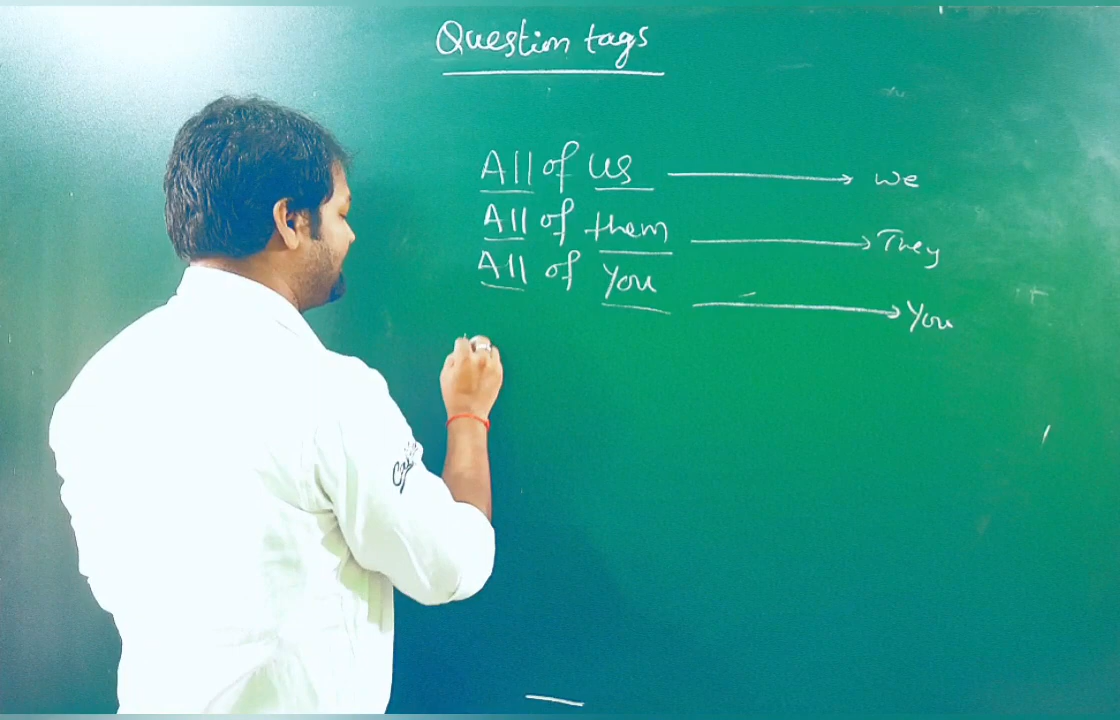 Question tags
All of us → we
All of them → They
All of you → You